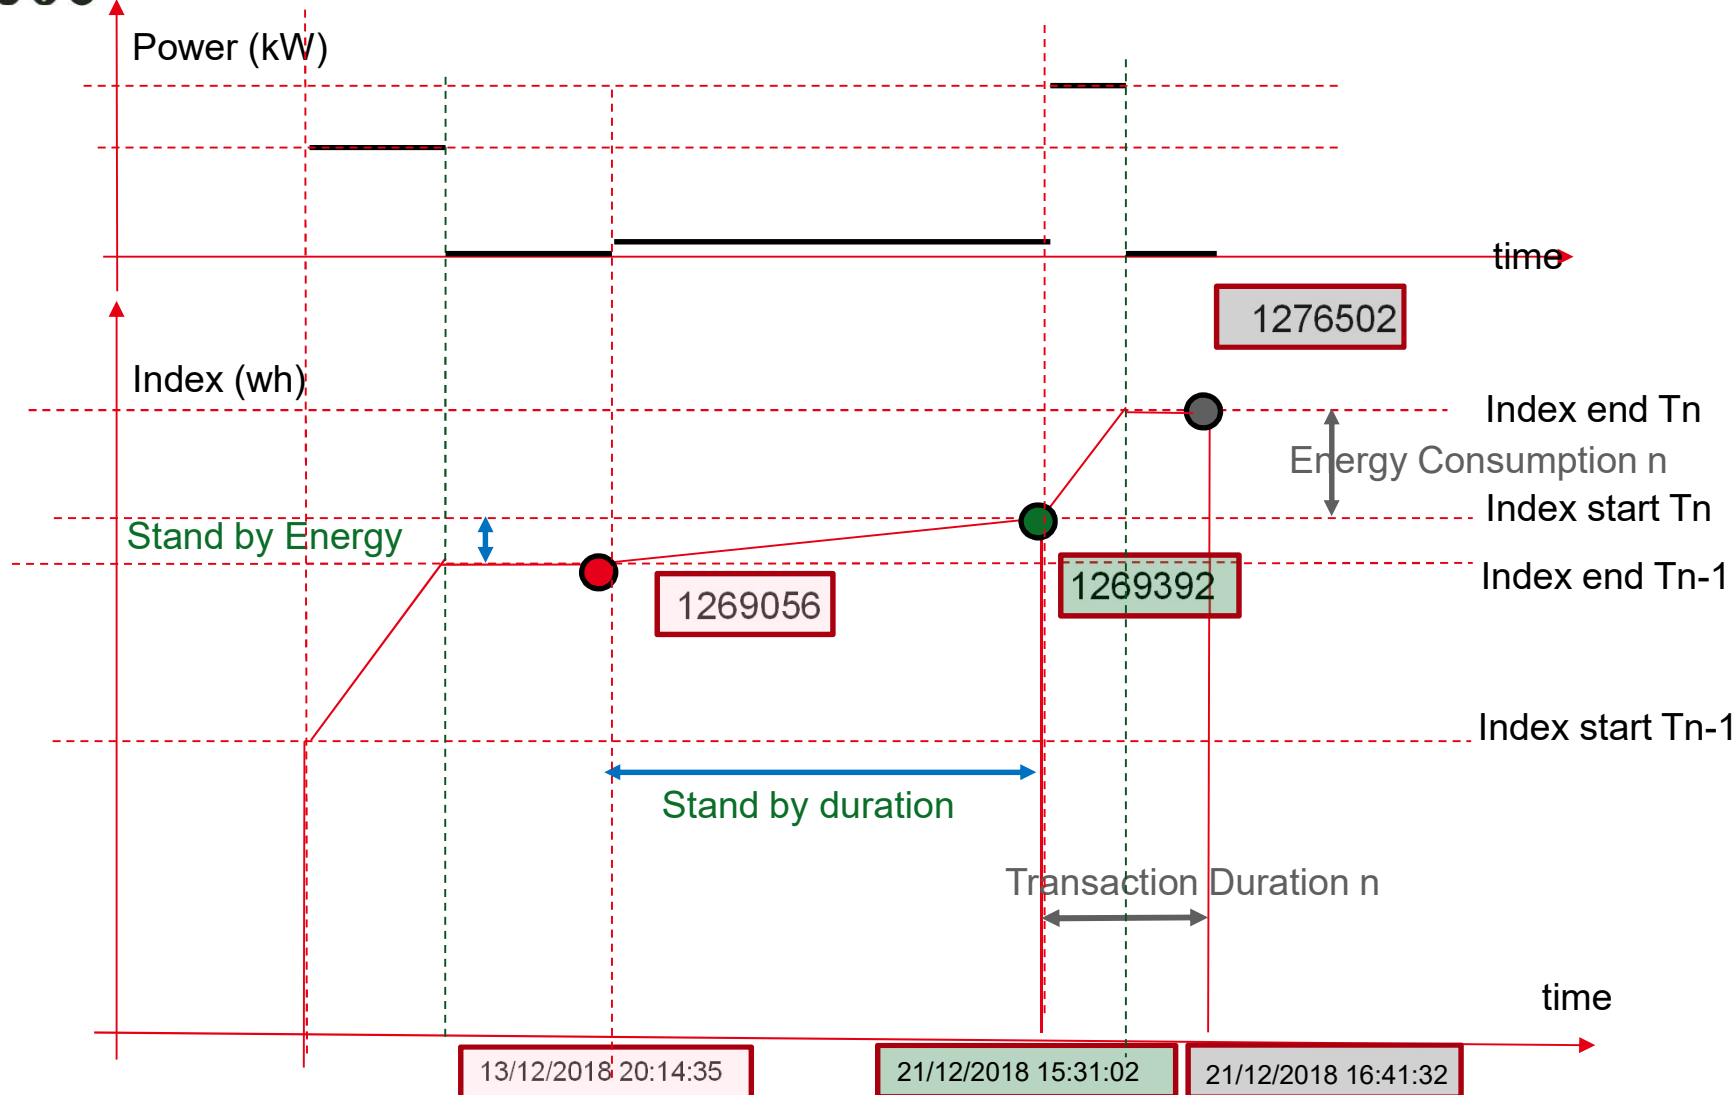 Power (kW)
time
1276502
Index (wh)
Index end Tn
Energy Consumption n
Index start Tn
Stand by Energy
Index end Tn-1
1269392
1269056
Index start Tn-1
Stand by duration
Transaction Duration n
time
13/12/2018 20:14:35
21/12/2018 15:31:02
21/12/2018 16:41:32